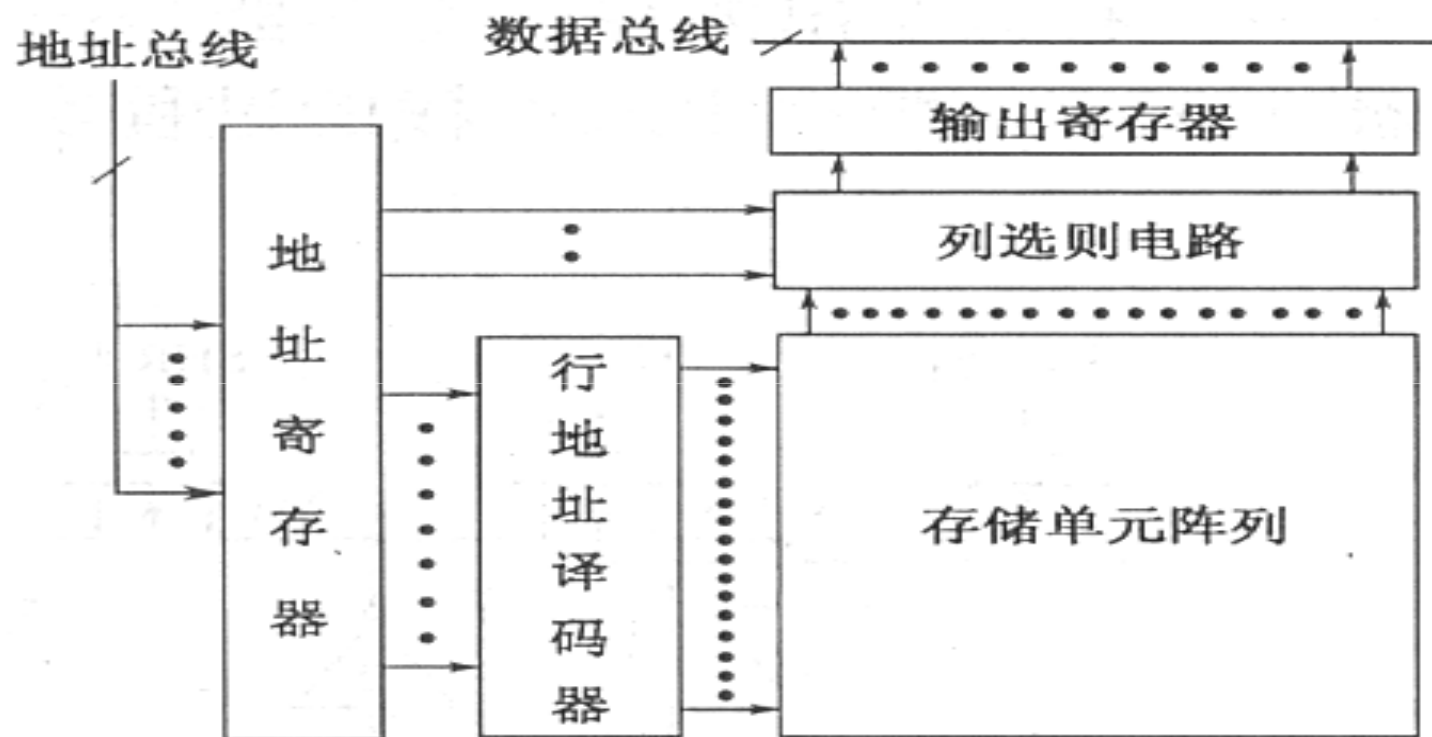 地址总线
数据总线
输出寄存器
列选则电路
地址寄存器
行地址译码器
存储单元阵列